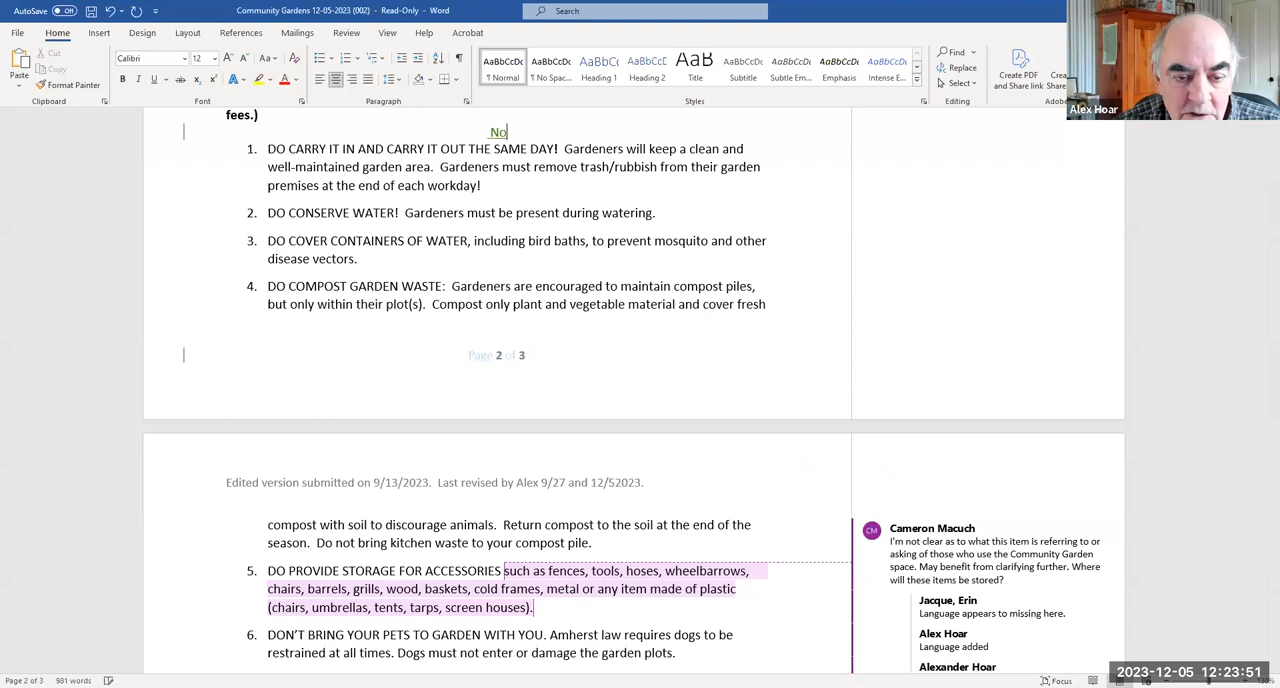 AutoSave Off Community Gardens 12-05-2023 (002) - Read-Only - Word Search
File Home Insert Design Layout References Mailings Review View Help Acrobat
Paste Cut Copy Format Painter Clipboard
Calibri 12 Font
Paragraph
AaBbCcDc AaBbCcDc AaBbCc AaBbCcC AaB AaBbCcD AaBbCcDc AaBbCcDc AaBbCcDc
¶ Normal ¶ No Spac... Heading 1 Heading 2 Title Subtitle Subtle Em... Emphasis Intense E...
Styles
Find Replace Select Editing
Create PDF and Share link
Alex Hoar
fees.)
No
1. DO CARRY IT IN AND CARRY IT OUT THE SAME DAY! Gardeners will keep a clean and
well-maintained garden area. Gardeners must remove trash/rubbish from their garden
premises at the end of each workday!
2. DO CONSERVE WATER! Gardeners must be present during watering.
3. DO COVER CONTAINERS OF WATER, including bird baths, to prevent mosquito and other
disease vectors.
4. DO COMPOST GARDEN WASTE: Gardeners are encouraged to maintain compost piles,
but only within their plot(s). Compost only plant and vegetable material and cover fresh
Page 2 of 3
Edited version submitted on 9/13/2023. Last revised by Alex 9/27 and 12/52023.
compost with soil to discourage animals. Return compost to the soil at the end of the
season. Do not bring kitchen waste to your compost pile.
5. DO PROVIDE STORAGE FOR ACCESSORIES such as fences, tools, hoses, wheelbarrows,
chairs, barrels, grills, wood, baskets, cold frames, metal or any item made of plastic
(chairs, umbrellas, tents, tarps, screen houses).
6. DON'T BRING YOUR PETS TO GARDEN WITH YOU. Amherst law requires dogs to be
restrained at all times. Dogs must not enter or damage the garden plots.
CM Cameron Macuch
I'm not clear as to what this item is referring to or
asking of those who use the Community Garden
space. May benefit from clarifying further. Where
will these items be stored?
Jacque, Erin
Language appears to missing here.
Alex Hoar
Language added
Alexander Hoar
2023-12-05 12:23:51
Page 2 of 3 981 words Focus